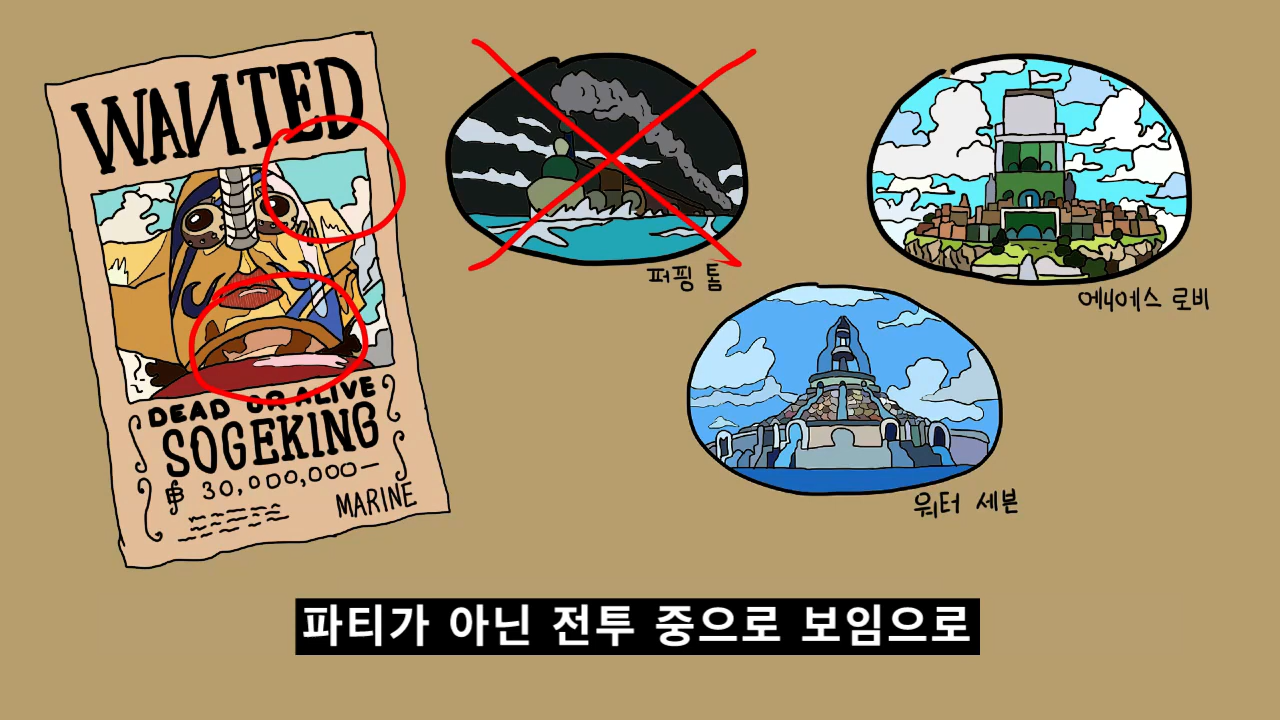 WANTED
DEAD OR ALIVE
SOGEKING
฿ 30,000,000—
MARINE
퍼핑 톰
에니에스 로비
워터 세븐
파티가 아닌 전투 중으로 보임으로